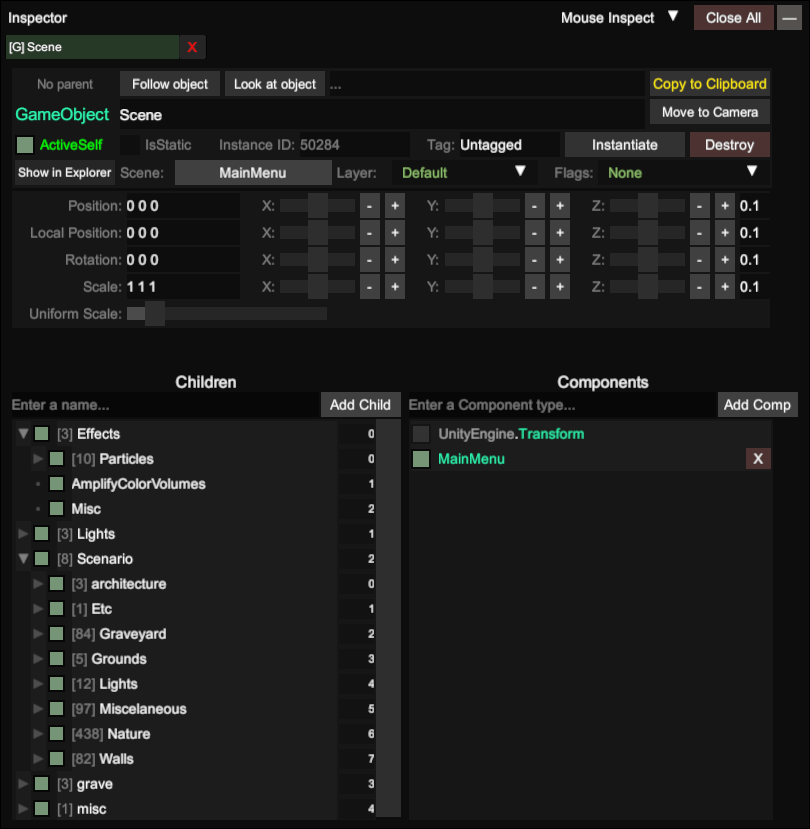 Inspector Mouse Inspect ▼ Close All —
[G] Scene X
No parent Follow object Look at object ... Copy to Clipboard
GameObject Scene Move to Camera
ActiveSelf IsStatic Instance ID: 50284 Tag: Untagged Instantiate Destroy
Show in Explorer Scene: MainMenu Layer: Default ▼ Flags: None ▼
Position: 0 0 0 X: - + Y: - + Z: - + 0.1
Local Position: 0 0 0 X: - + Y: - + Z: - + 0.1
Rotation: 0 0 0 X: - + Y: - + Z: - + 0.1
Scale: 1 1 1 X: - + Y: - + Z: - + 0.1
Uniform Scale:
Children Components
Enter a name... Add Child Enter a Component type... Add Comp
▼ [3] Effects 0 UnityEngine.Transform
► [10] Particles 0 MainMenu X
AmplifyColorVolumes 1
Misc 2
► [3] Lights 1
▼ [8] Scenario 2
► [3] architecture 0
► [1] Etc 1
► [84] Graveyard 2
► [5] Grounds 3
► [12] Lights 4
► [97] Miscelaneous 5
► [438] Nature 6
► [82] Walls 7
► [3] grave 3
► [1] misc 4